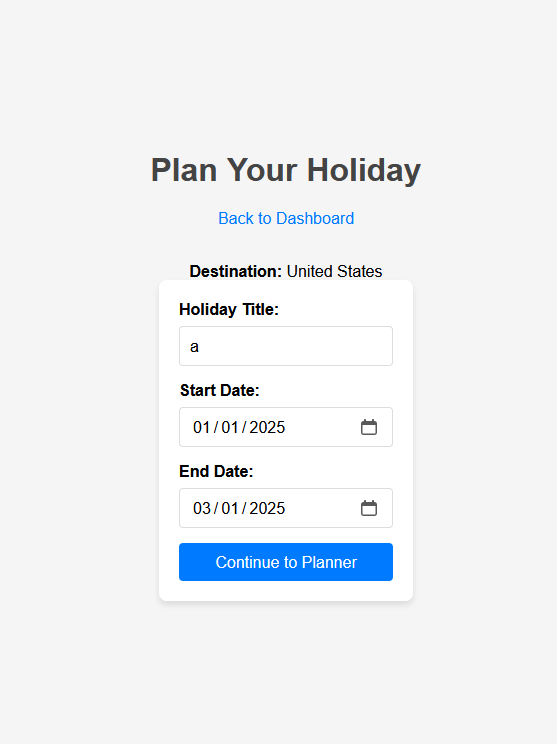 Plan Your Holiday
Back to Dashboard
Destination: United States
Holiday Title:
a
Start Date:
01/01/2025
End Date:
03/01/2025
Continue to Planner